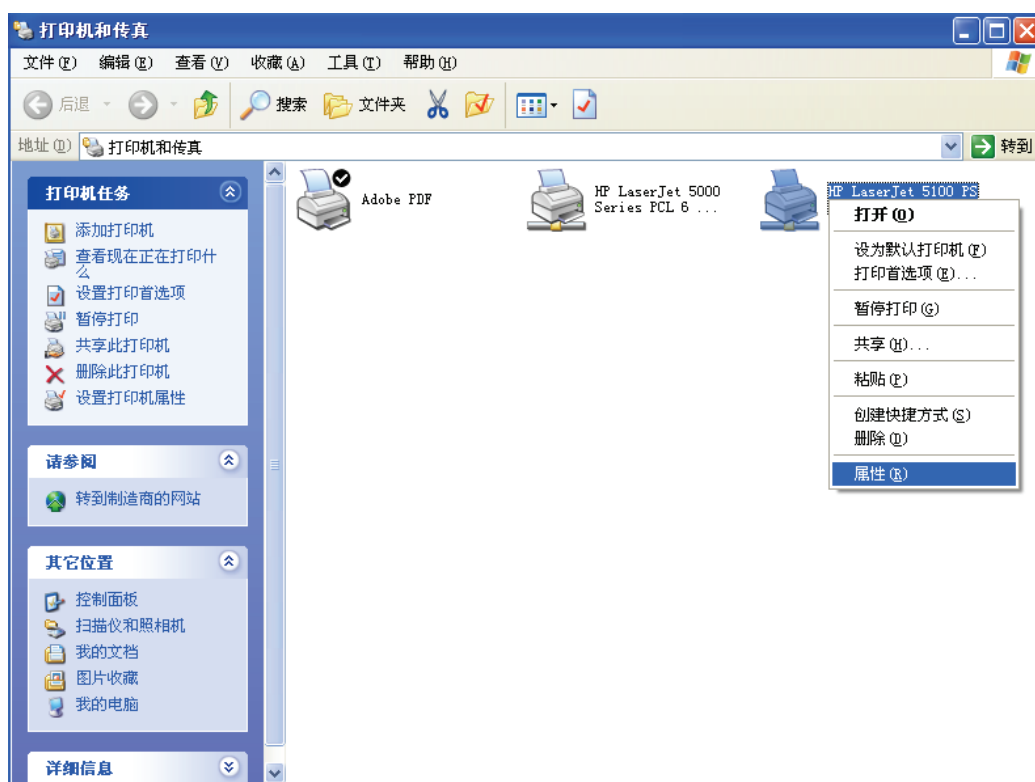 打印机和传真
文件(F) 编辑(E) 查看(V) 收藏(A) 工具(T) 帮助(H)
后退 搜索 文件夹
地址(D) 打印机和传真 转到
打印机任务
添加打印机
查看现在正在打印什
么
设置打印首选项
暂停打印
共享此打印机
删除此打印机
设置打印机属性
请参阅
转到制造商的网站
其它位置
控制面板
扫描仪和照相机
我的文档
图片收藏
我的电脑
详细信息
Adobe PDF
HP LaserJet 5000
Series PCL 6 ...
HP LaserJet 5100 PS
打开(O)
设为默认打印机(F)
打印首选项(E)...
暂停打印(G)
共享(H)...
粘贴(P)
创建快捷方式(S)
删除(D)
属性(R)